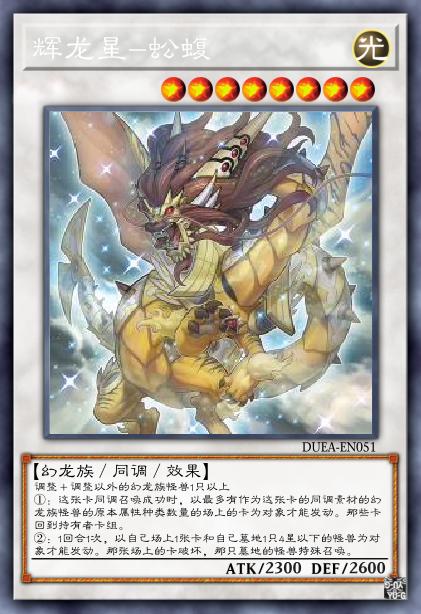 辉龙星-蚣蝮
光
DUEA-EN051
【幻龙族／同调／效果】
调整＋调整以外的幻龙族怪兽1只以上
①：这张卡同调召唤成功时，以最多有作为这张卡的同调素材的幻
龙族怪兽的原本属性种类数量的场上的卡为对象才能发动。那些卡
回到持有者卡组。
②：1回合1次，以自己场上1张卡和自己墓地1只4星以下的怪兽为对
象才能发动。那张场上的卡破坏，那只墓地的怪兽特殊召唤。
ATK/2300 DEF/2600